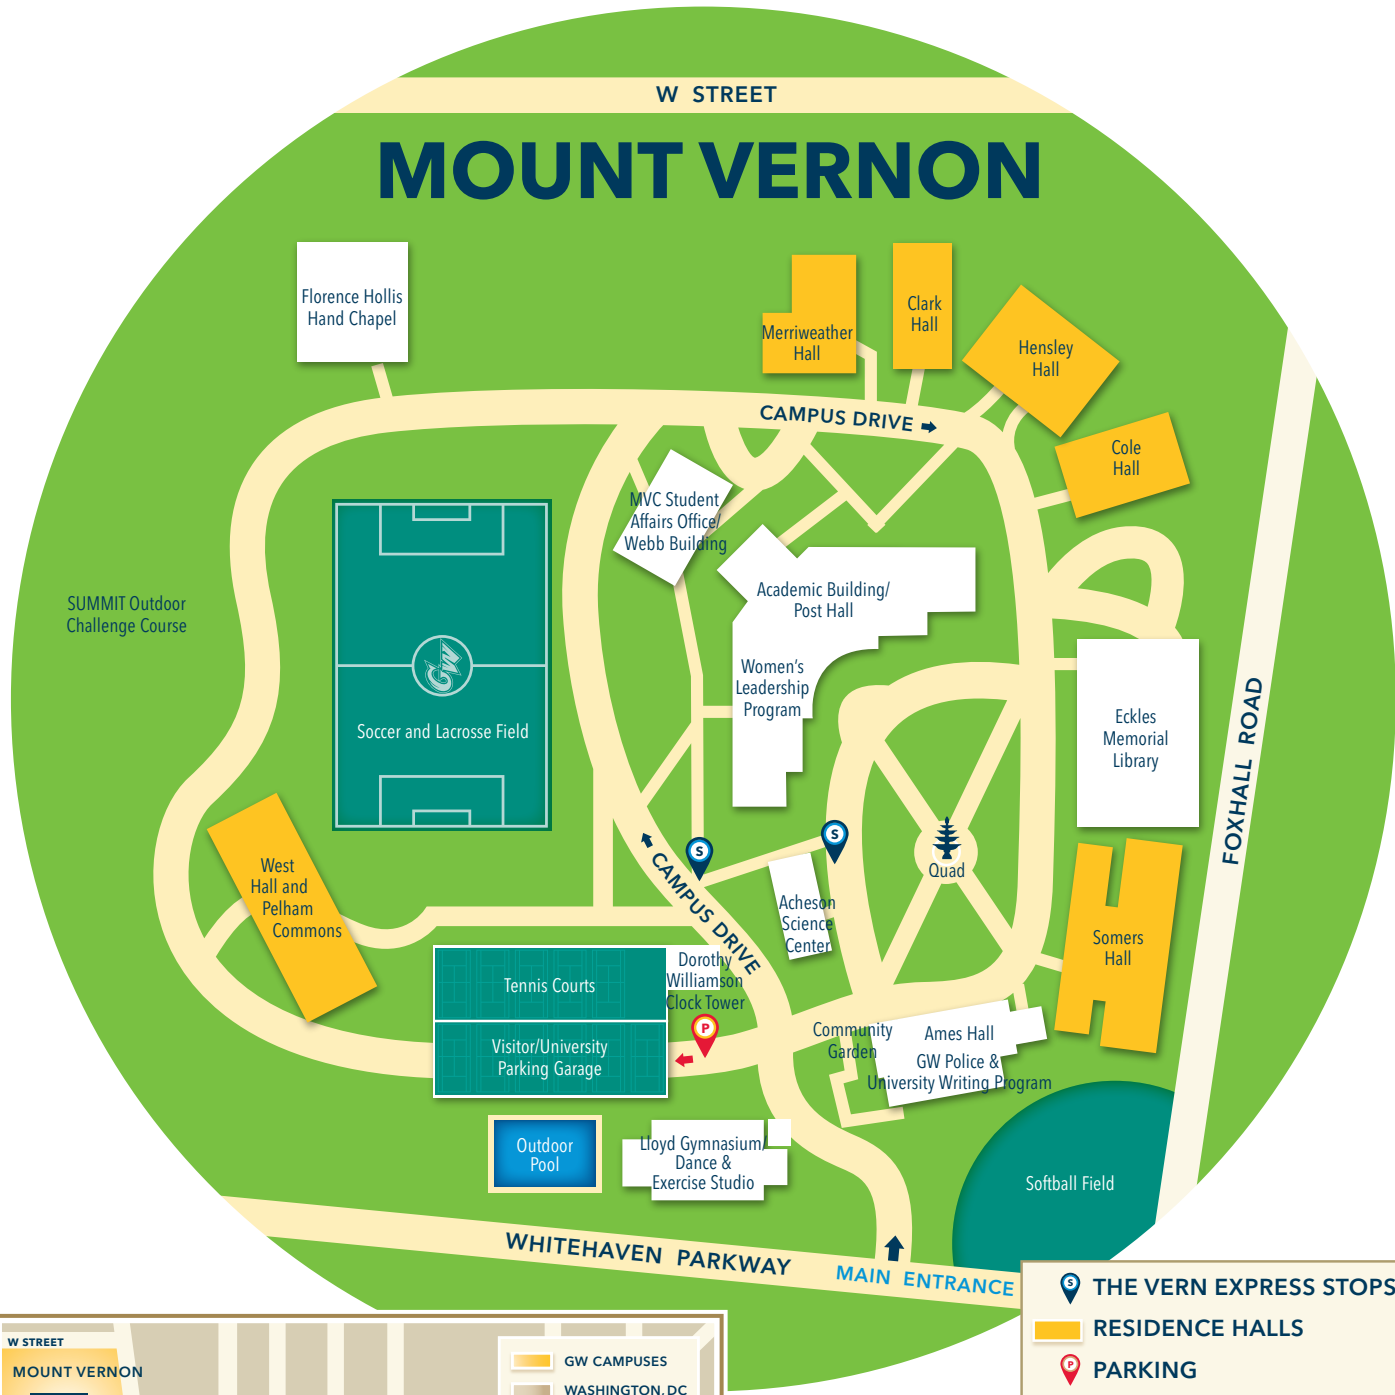 W STREET
MOUNT VERNON
Florence Hollis
Hand Chapel
Merriweather
Hall
Clark
Hall
Hensley
Hall
CAMPUS DRIVE
Cole
Hall
MVC Student
Affairs Office/
Webb Building
Academic Building/
Post Hall
SUMMIT Outdoor
Challenge Course
GW
Women's
Leadership
Program
Soccer and Lacrosse Field
Eckles
Memorial
Library
FOXHALL ROAD
S
S
CAMPUS DRIVE
Quad
West
Hall and
Pelham
Commons
Acheson
Science
Center
Somers
Hall
Tennis Courts
Dorothy
Williamson
Clock Tower
P
Visitor/University
Parking Garage
Community
Garden
Ames Hall
GW Police &
University Writing Program
Outdoor
Pool
Lloyd Gymnasium/
Dance &
Exercise Studio
Softball Field
WHITEHAVEN PARKWAY
MAIN ENTRANCE
S THE VERN EXPRESS STOPS
RESIDENCE HALLS
P PARKING
W STREET
MOUNT VERNON
GW CAMPUSES
WASHINGTON, DC